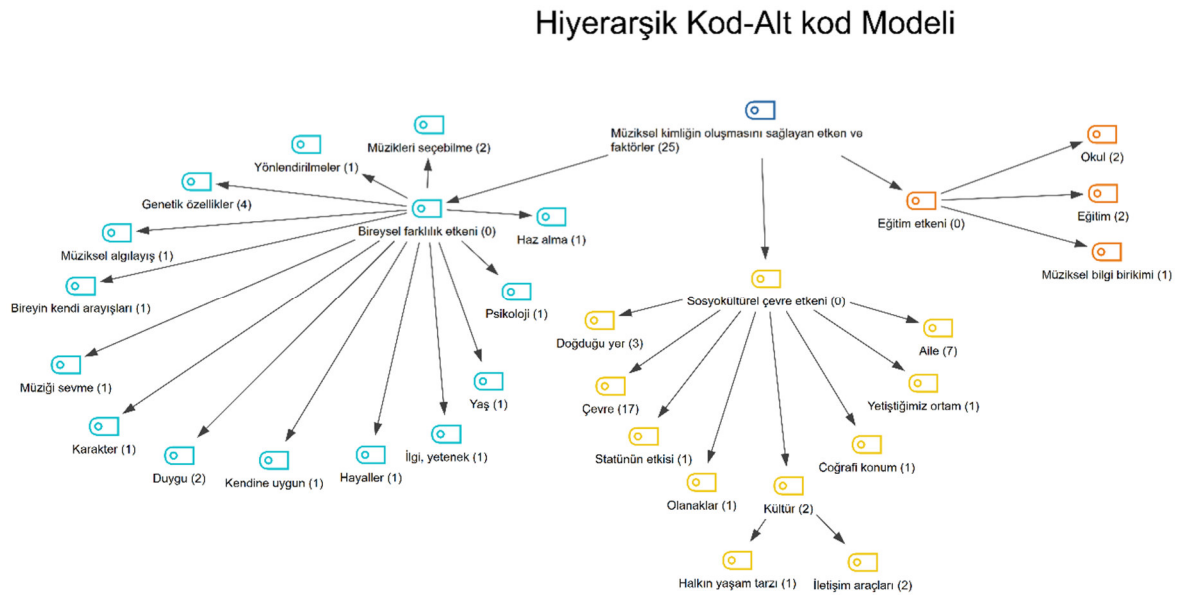 Hiyerarşik Kod-Alt kod Modeli
Müziksel kimliğin oluşmasını sağlayan etken ve
faktörler (25)
Müzikleri seçebilme (2)
Yönlendirilmeler (1)
Genetik özellikler (4)
Bireysel farklılık etkeni (0)
Haz alma (1)
Müziksel algılayış (1)
Bireyin kendi arayışları (1)
Psikoloji (1)
Müziği sevme (1)
Yaş (1)
Karakter (1)
Duygu (2)
Kendine uygun (1)
Hayaller (1)
İlgi, yetenek (1)
Sosyokültürel çevre etkeni (0)
Doğduğu yer (3)
Aile (7)
Çevre (17)
Yetiştiğimiz ortam (1)
Statünün etkisi (1)
Coğrafi konum (1)
Olanaklar (1)
Kültür (2)
Halkın yaşam tarzı (1)
İletişim araçları (2)
Eğitim etkeni (0)
Okul (2)
Eğitim (2)
Müziksel bilgi birikimi (1)